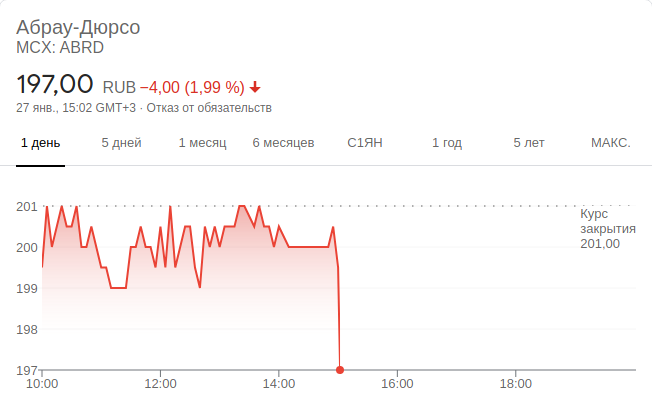 Абрау-Дюрсо
MCX: ABRD
197,00 RUB −4,00 (1,99 %)
27 янв., 15:02 GMT+3 · Отказ от обязательств
1 день 5 дней 1 месяц 6 месяцев С1ЯН 1 год 5 лет МАКС.
201
Курс
закрытия
201,00
200
199
198
197
10:00 12:00 14:00 16:00 18:00